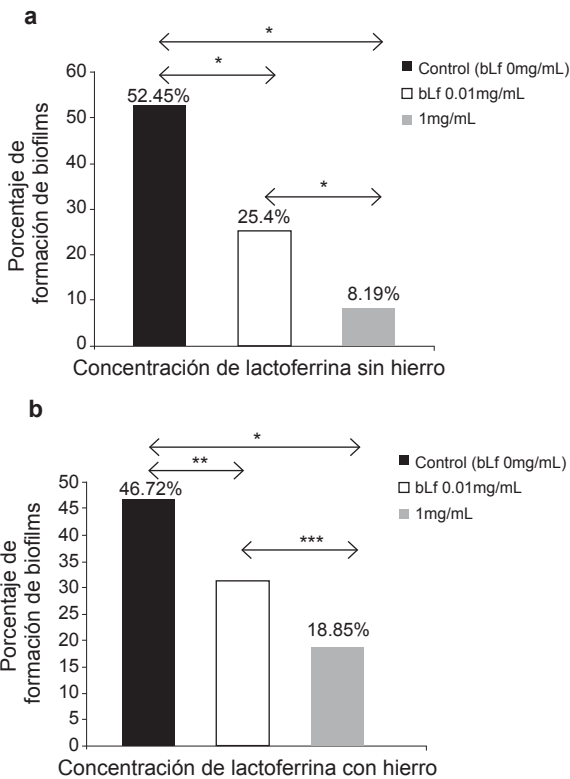 a
*
*
Control (bLf 0mg/mL)
bLf 0.01mg/mL
1mg/mL
Porcentaje de
formación de biofilms
60
50
40
30
20
10
0
52.45%
*
25.4%
8.19%
Concentración de lactoferrina sin hierro
b
*
**
Control (bLf 0mg/mL)
bLf 0.01mg/mL
1mg/mL
Porcentaje de
formación de biofilms
50
45
40
35
30
25
20
15
10
5
0
46.72%
***
18.85%
Concentración de lactoferrina con hierro